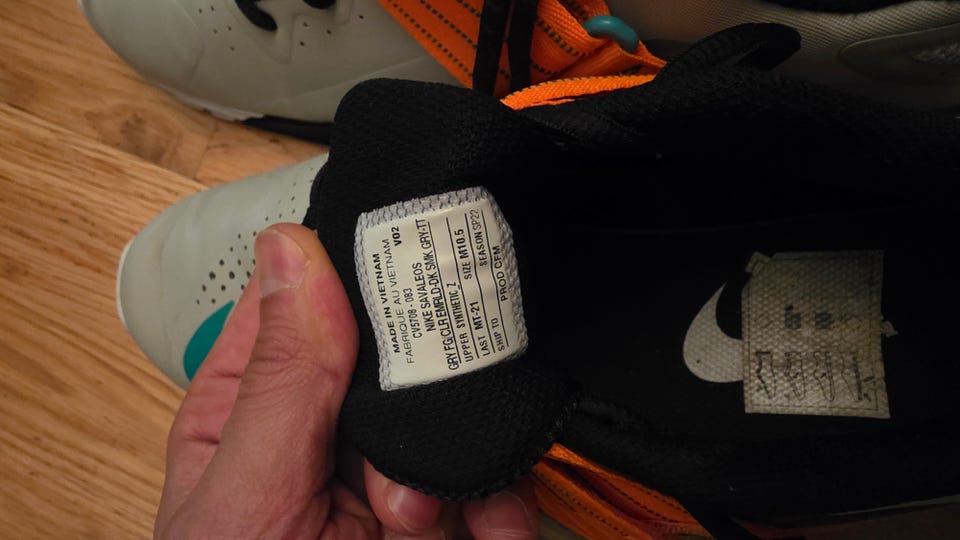 MADE IN VIETNAM
FABRIQUE AU VIETNAM V02
CV5708 - 083
NIKE SAVALEOS
GRY FG/CLR EMRLD-DK SMK GRY-TT
UPPER SYNTHETIC Z
LAST MT-21 SIZE M10.5
SHIP TO SEASON SP22
PROD CFM